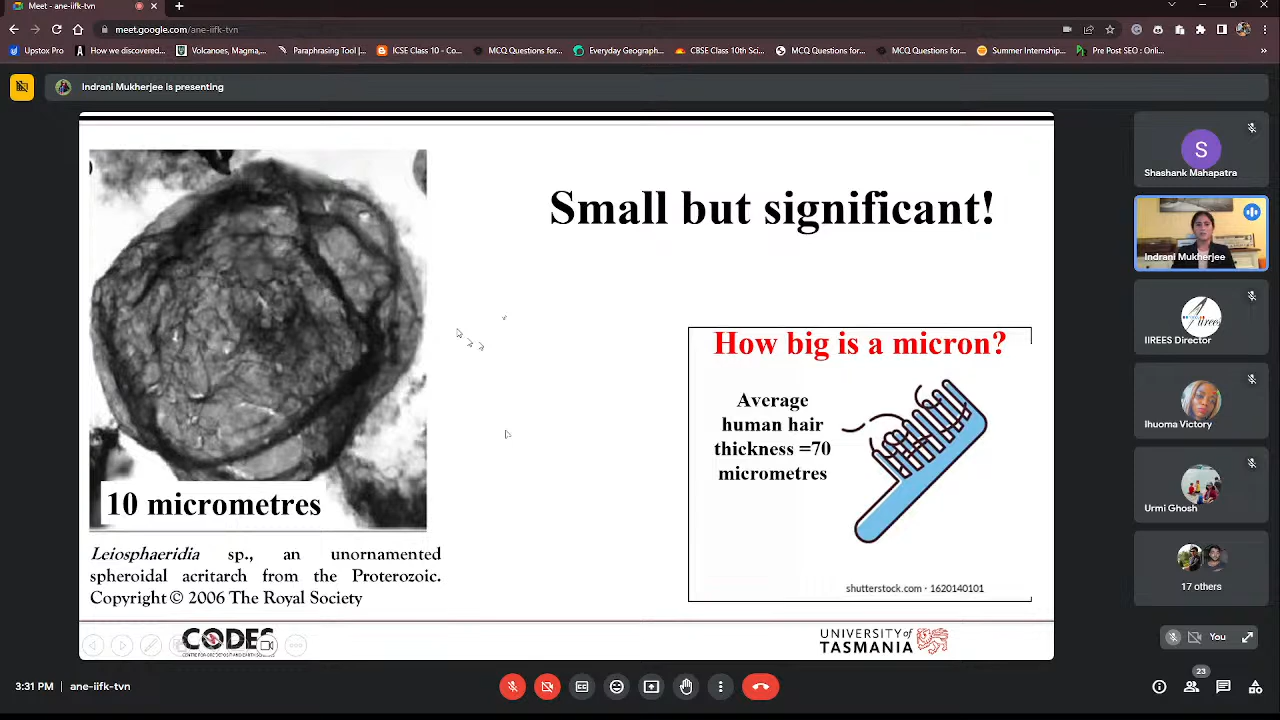 Meet - ane-iifk-tvn
meet.google.com/ane-iifk-tvn
Upstox Pro
How we discovered...
Volcanoes, Magma,...
Paraphrasing Tool |...
ICSE Class 10 - Co...
MCQ Questions for...
Everyday Geograph...
CBSE Class 10th Sci...
MCQ Questions for...
MCQ Questions for...
Summer Internship...
Pre Post SEO : Onli...
»
Indrani Mukherjee is presenting
Small but significant!
10 micrometres
Leiosphaeridia sp., an unornamented
spheroidal acritarch from the Proterozoic.
Copyright © 2006 The Royal Society
How big is a micron?
Average
human hair
thickness =70
micrometres
shutterstock.com · 1620140101
CODES
UNIVERSITY of
TASMANIA
S
Shashank Mahapatra
Indrani Mukherjee
IIREES Director
Ihuoma Victory
Urmi Ghosh
17 others
You
3:31 PM | ane-iifk-tvn
23